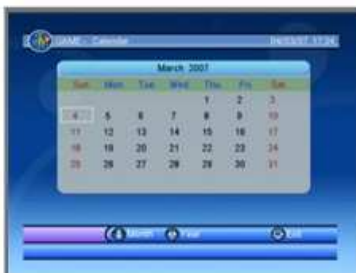 GAME - Calendar 04/03/07 17:24
March 2007
Sun Mon Tue Wed Thu Fri Sat
1 2 3
4 5 6 7 8 9 10
11 12 13 14 15 16 17
18 19 20 21 22 23 24
25 26 27 28 29 30 31
Month Year Exit